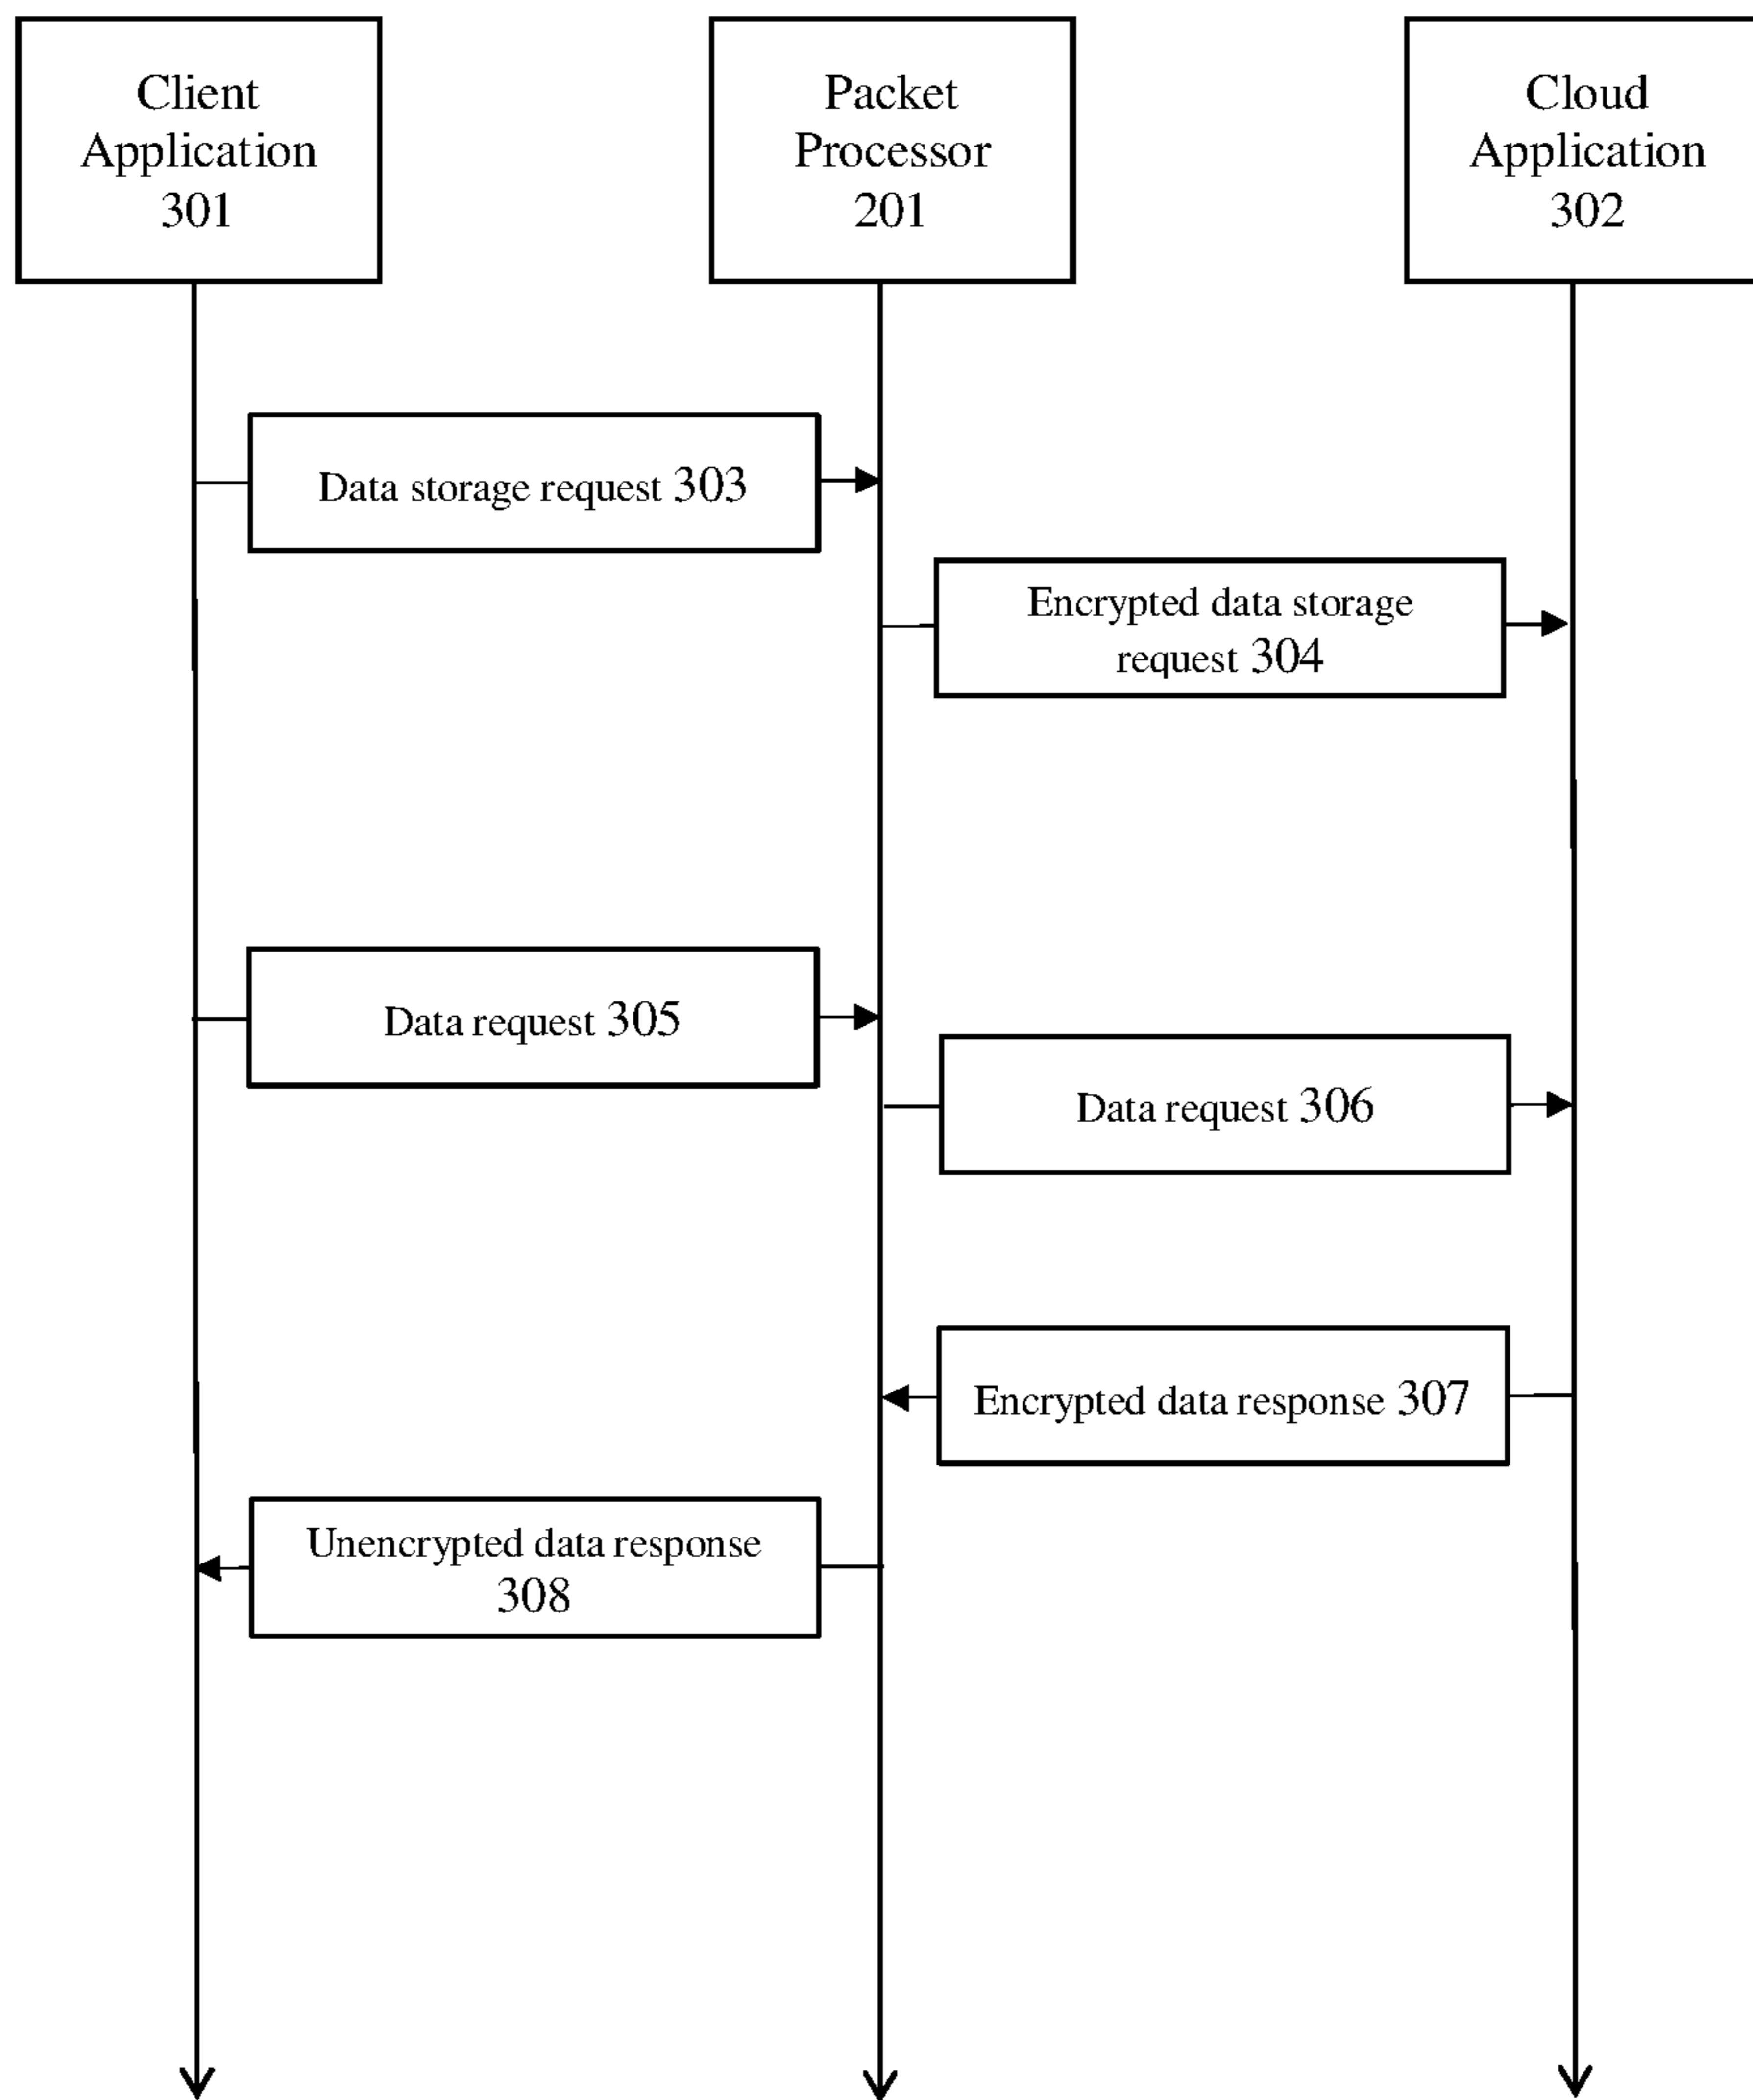 Client
Application
301
Packet
Processor
201
Cloud
Application
302
Data storage request 303
Encrypted data storage
request 304
Data request 305
Data request 306
Encrypted data response 307
Unencrypted data response
308